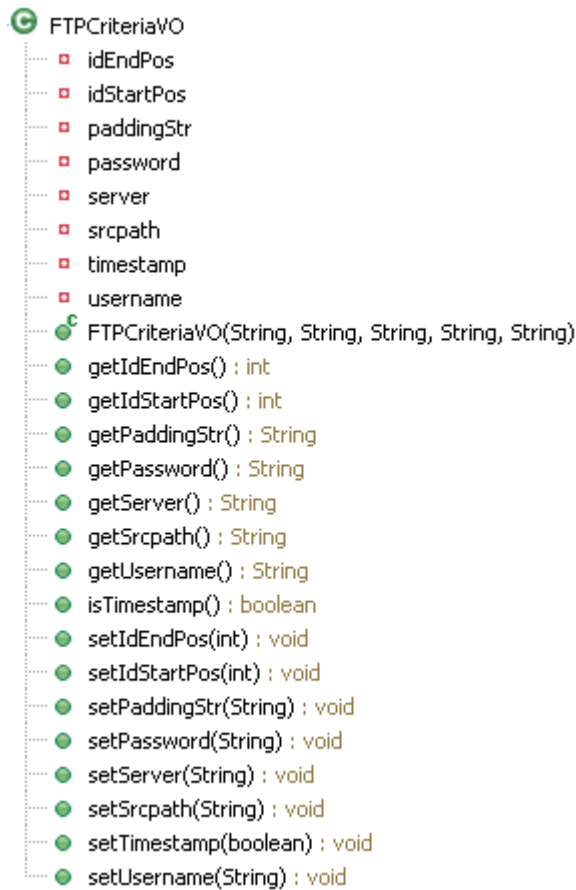 FTPCriteriaVO
idEndPos
idStartPos
paddingStr
password
server
srcpath
timestamp
username
FTPCriteriaVO(String, String, String, String, String)
getIdEndPos() : int
getIdStartPos() : int
getPaddingStr() : String
getPassword() : String
getServer() : String
getSrcpath() : String
getUsername() : String
isTimestamp() : boolean
setIdEndPos(int) : void
setIdStartPos(int) : void
setPaddingStr(String) : void
setPassword(String) : void
setServer(String) : void
setSrcpath(String) : void
setTimestamp(boolean) : void
setUsername(String) : void